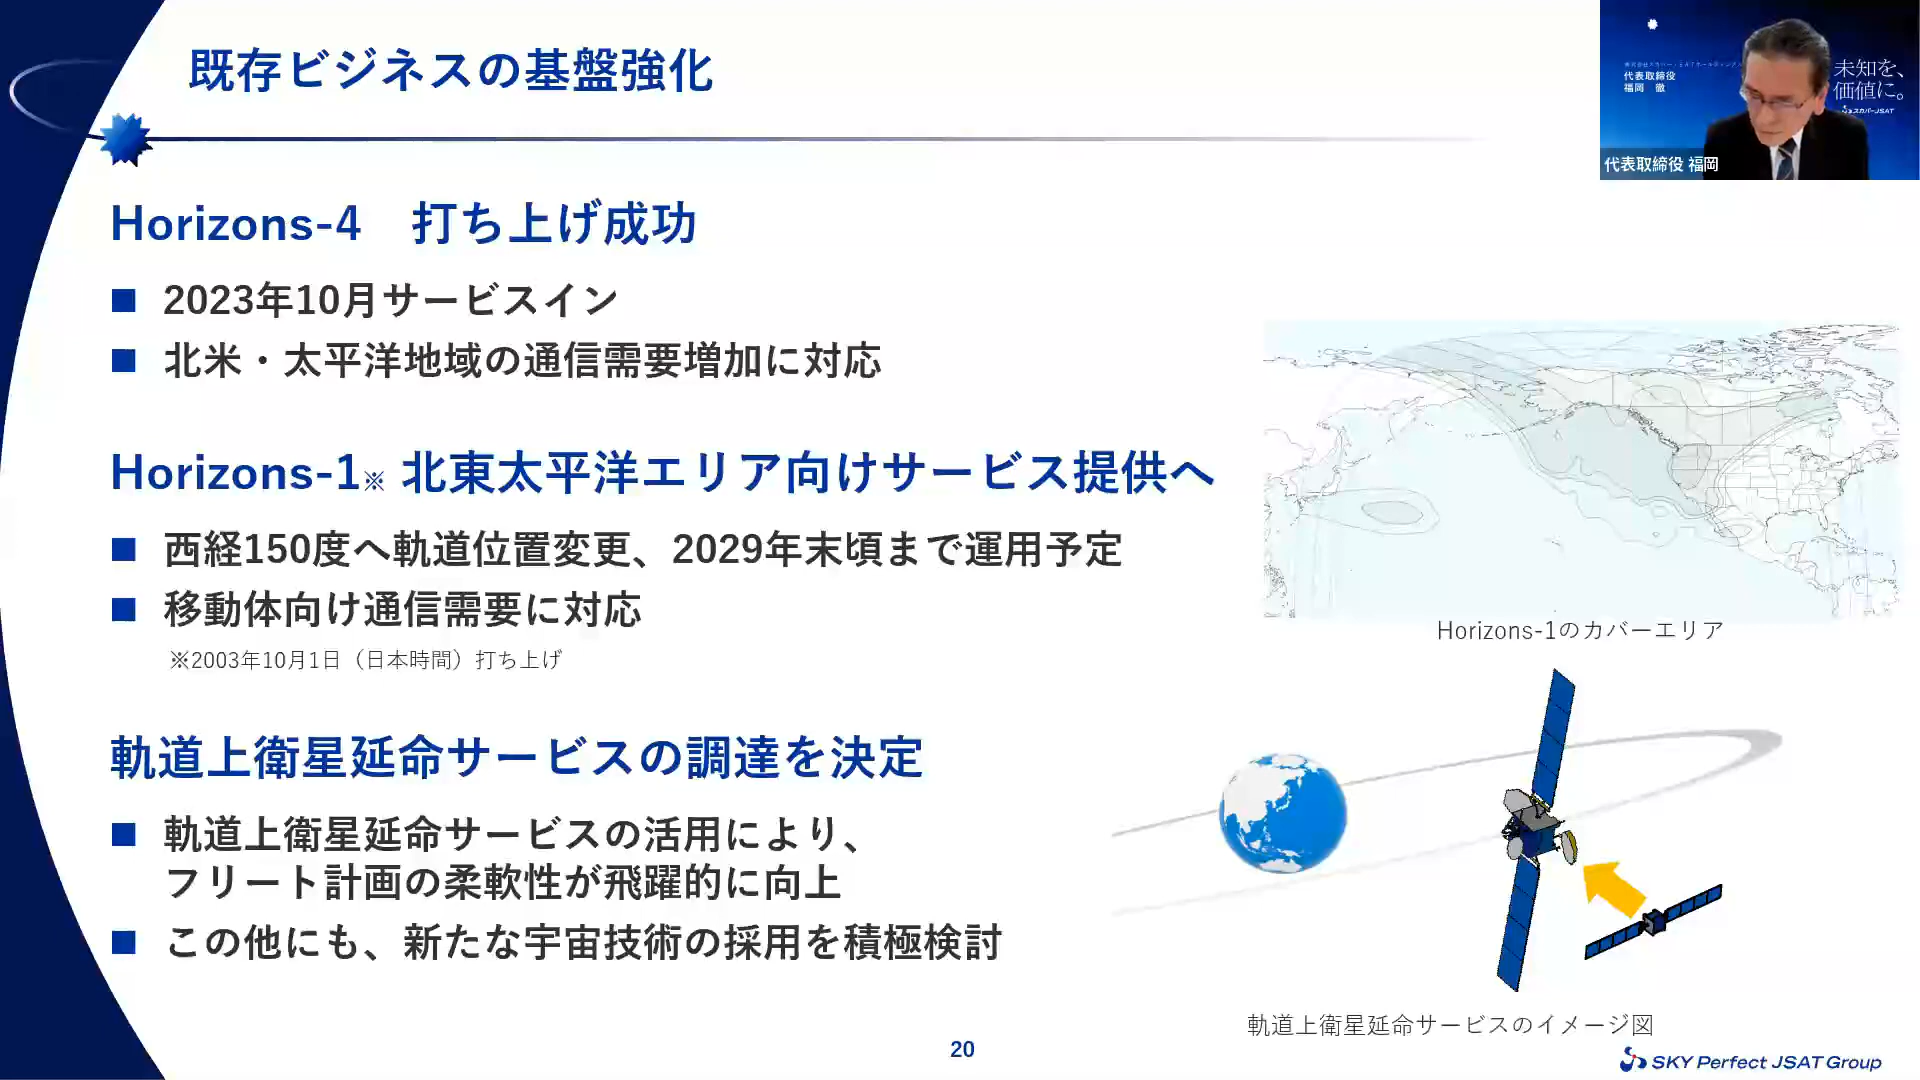 既存ビジネスの基盤強化
代表取締役
福岡 徹
未知を、
価値に。
スカパーJSAT
代表取締役 福岡
Horizons-4 打ち上げ成功
■ 2023年10月サービスイン
■ 北米・太平洋地域の通信需要増加に対応
Horizons-1※ 北東太平洋エリア向けサービス提供へ
■ 西経150度へ軌道位置変更、2029年末頃まで運用予定
■ 移動体向け通信需要に対応
※2003年10月1日（日本時間）打ち上げ
Horizons-1のカバーエリア
軌道上衛星延命サービスの調達を決定
■ 軌道上衛星延命サービスの活用により、
フリート計画の柔軟性が飛躍的に向上
■ この他にも、新たな宇宙技術の採用を積極検討
軌道上衛星延命サービスのイメージ図
20
SKY Perfect JSAT Group